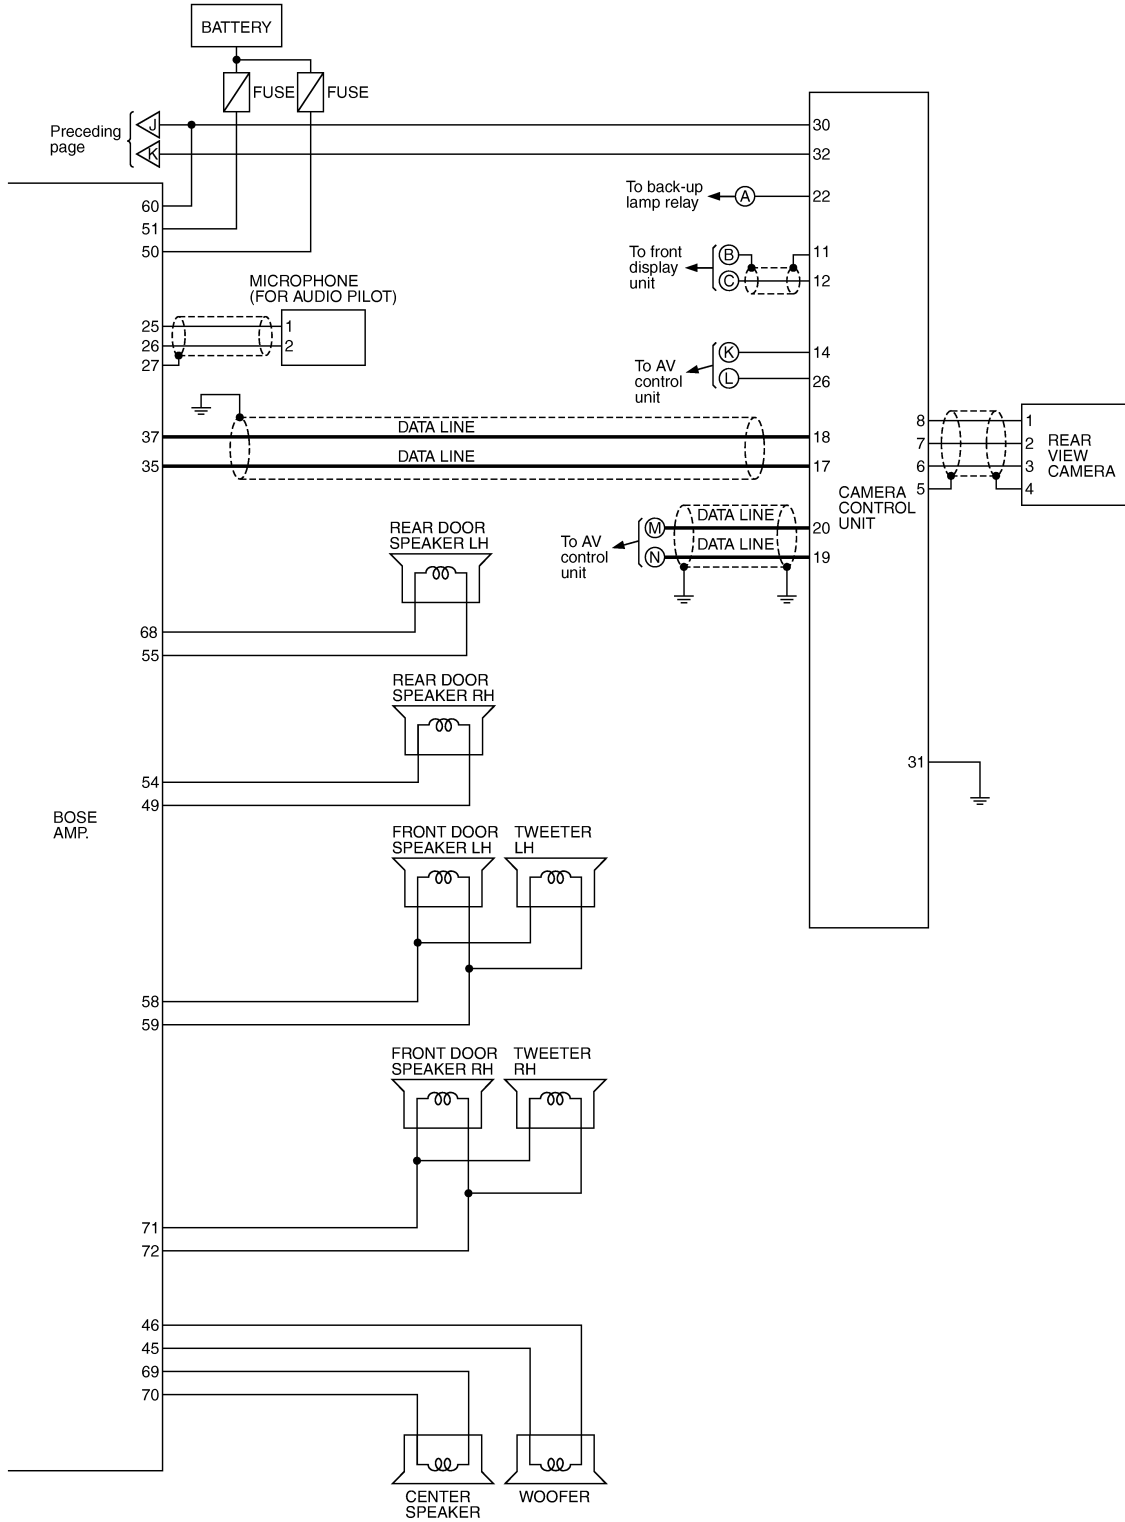 BATTERY
FUSE
FUSE
Preceding
page
J
K
30
32
60
51
50
To back-up
lamp relay
A
22
To front
display
unit
B
C
11
12
MICROPHONE
(FOR AUDIO PILOT)
25
26
27
1
2
To AV
control
unit
K
L
14
26
37
35
DATA LINE
DATA LINE
18
17
8
7
6
5
1
2
3
4
REAR
VIEW
CAMERA
CAMERA
CONTROL
UNIT
To AV
control
unit
M
N
DATA LINE
DATA LINE
20
19
REAR DOOR
SPEAKER LH
68
55
REAR DOOR
SPEAKER RH
54
49
31
BOSE
AMP.
FRONT DOOR
SPEAKER LH
TWEETER
LH
58
59
FRONT DOOR
SPEAKER RH
TWEETER
RH
71
72
46
45
69
70
CENTER
SPEAKER
WOOFER